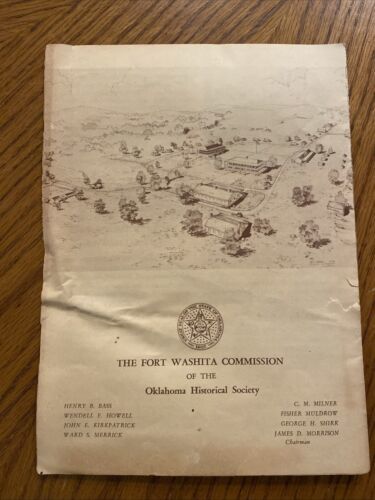 THE FORT WASHITA COMMISSION
OF THE
Oklahoma Historical Society
HENRY B. BASS
WENDELL E. HOWELL
JOHN E. KIRKPATRICK
WARD S. MERRICK
C. M. MILNER
FISHER MULDROW
GEORGE H. SHIRK
JAMES D. MORRISON
Chairman